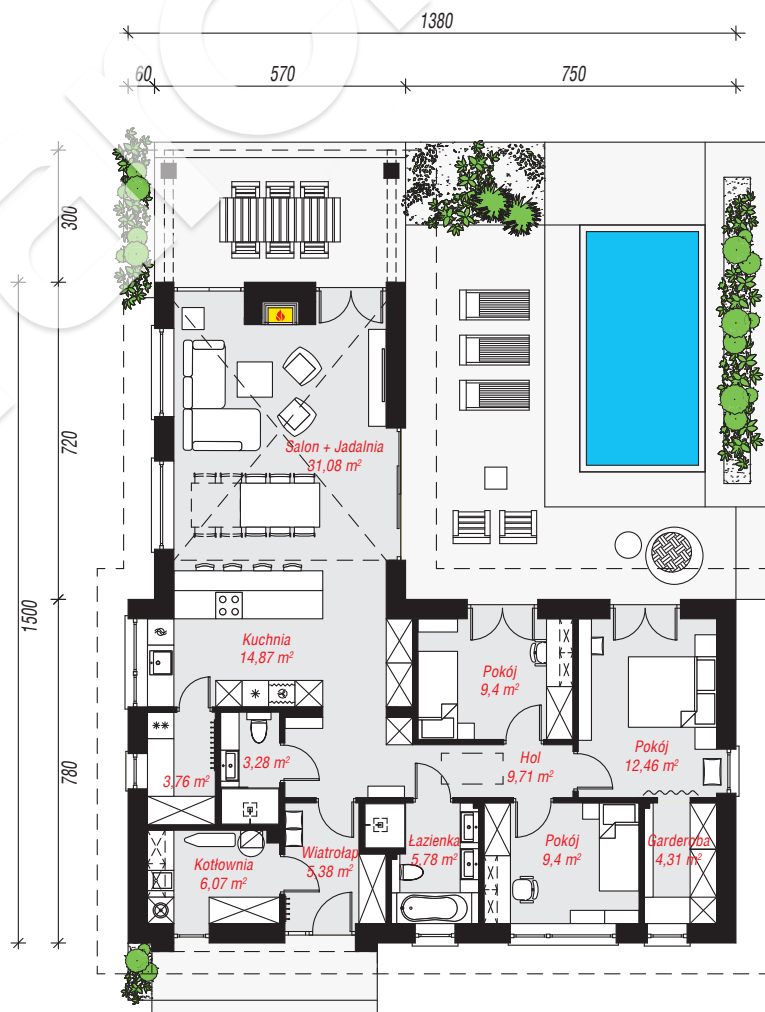 1380
60
570
750
300
720
1500
780
Salon + Jadalnia
31,08 m²
Kuchnia
14,87 m²
Pokój
9,4 m²
Pokój
12,46 m²
Hol
9,71 m²
3,76 m²
3,28 m²
Kotłownia
6,07 m²
Wiatrołap
5,38 m²
Łazienka
5,78 m²
Pokój
9,4 m²
Garderoba
4,31 m²